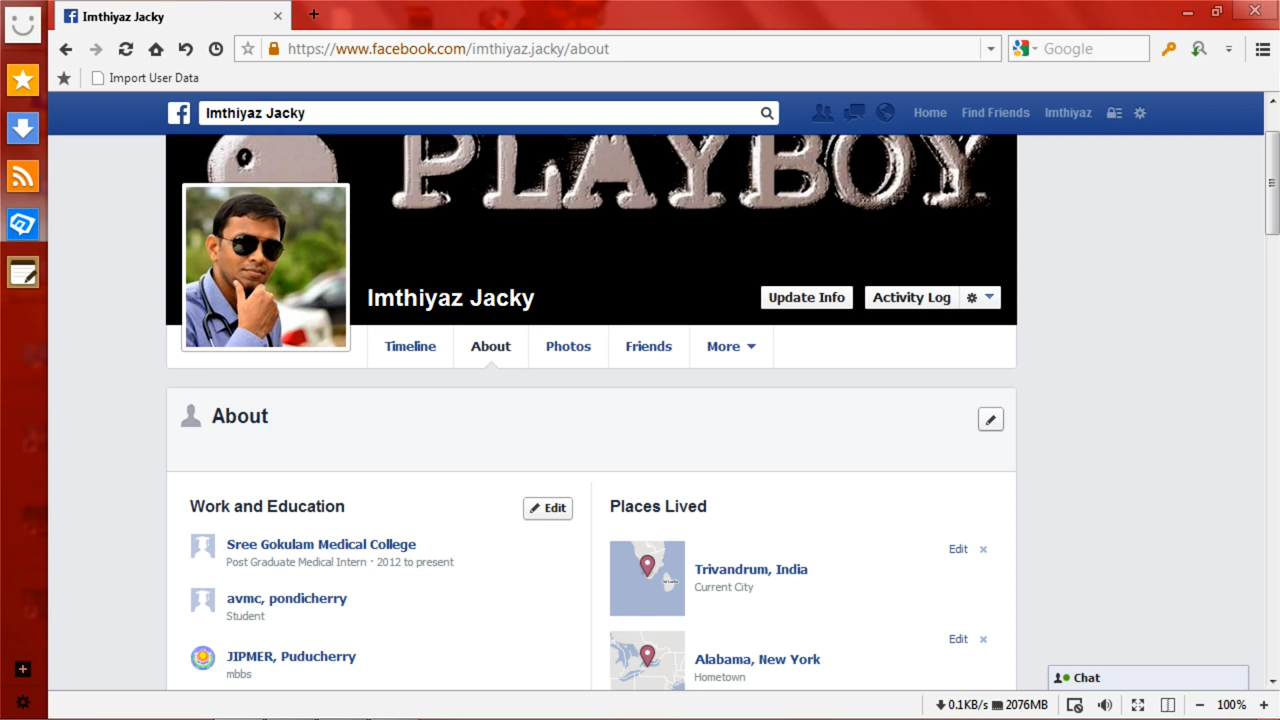 Imthiyaz Jacky
https://www.facebook.com/imthiyaz.jacky/about
Google
Import User Data
Imthiyaz Jacky
Home Find Friends Imthiyaz
PLAYBOY
Imthiyaz Jacky
Update Info Activity Log
Timeline About Photos Friends More
About
Work and Education
Edit
Sree Gokulam Medical College
Post Graduate Medical Intern · 2012 to present
avmc, pondicherry
Student
JIPMER, Puducherry
mbbs
Places Lived
Edit
Trivandrum, India
Current City
Edit
Alabama, New York
Hometown
Chat
0.1KB/s 2076MB 100%